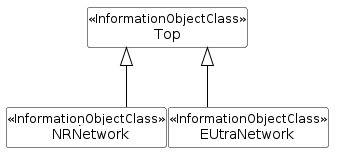 «InformationObjectClass»
Top
«InformationObjectClass»
NRNetwork
«InformationObjectClass»
EUtraNetwork